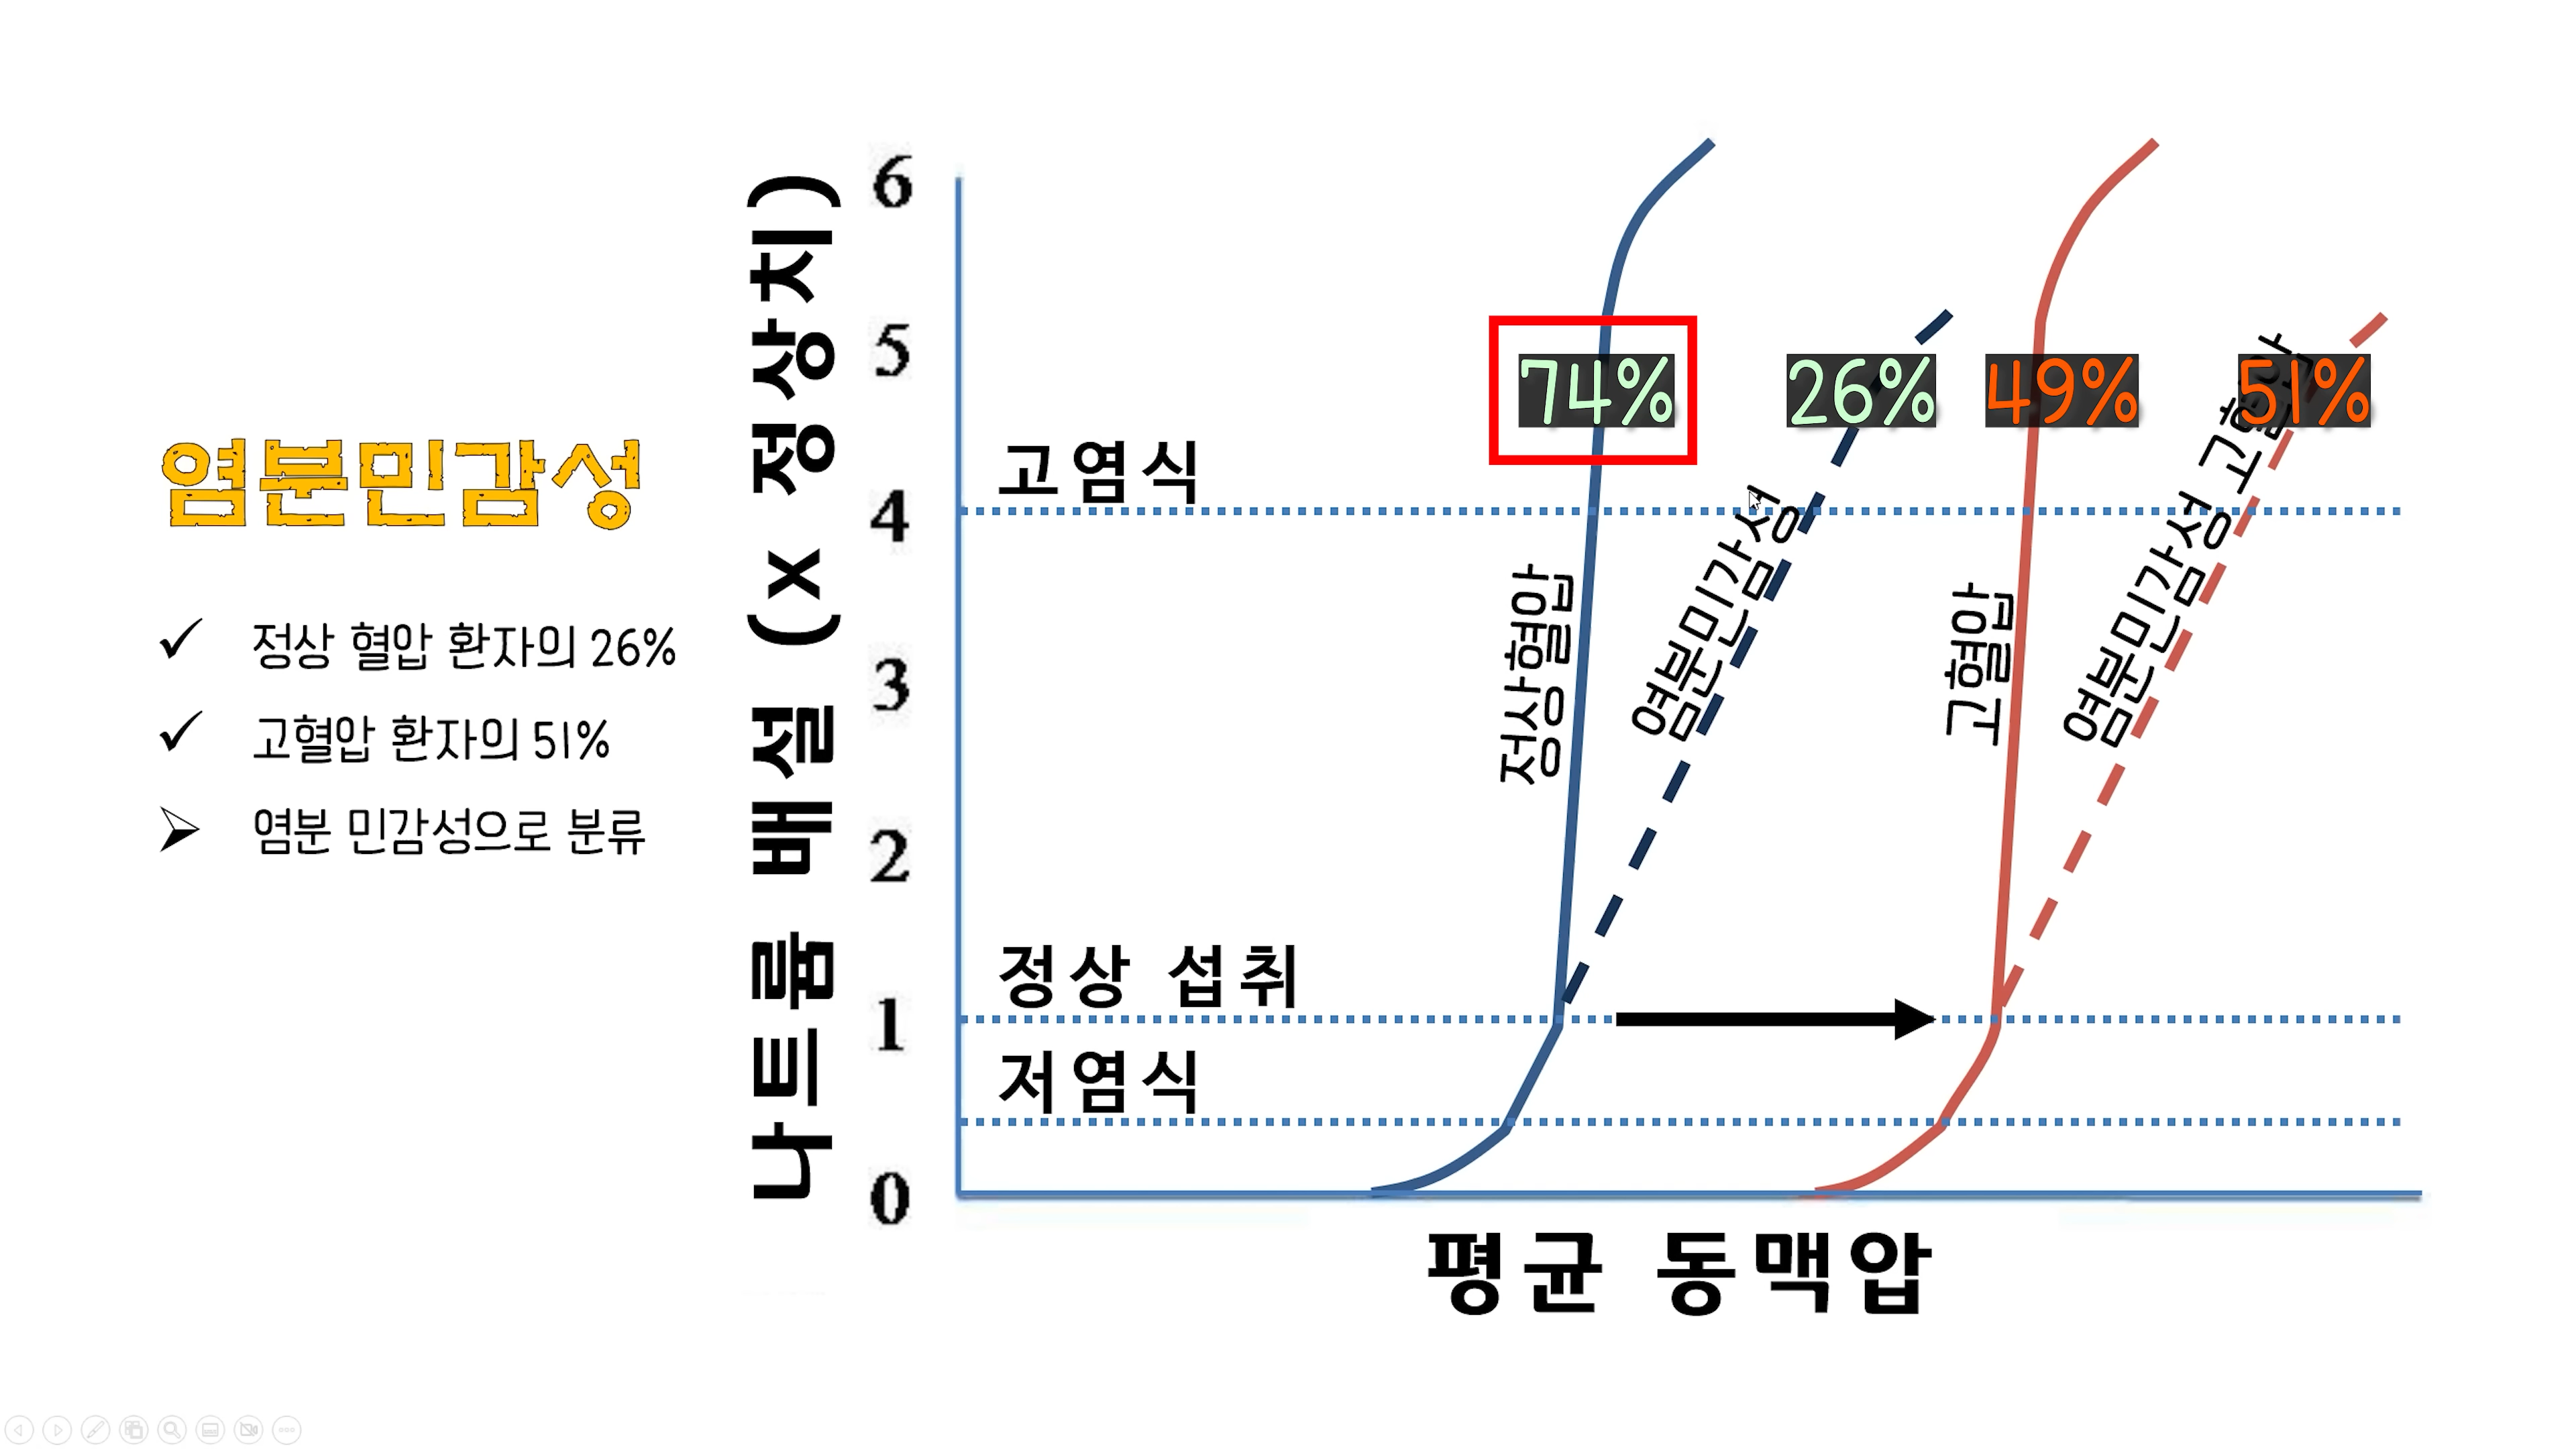 염분민감성
정상 혈압 환자의 26%
고혈압 환자의 51%
염분 민감성으로 분류
나트륨 배설 (x 정상치)
6
5
4
3
2
1
0
74%
26%
49%
51%
고염식
정상혈압
염분민감성
고혈압
염분민감성 고혈압
정상 섭취
저염식
평균 동맥압